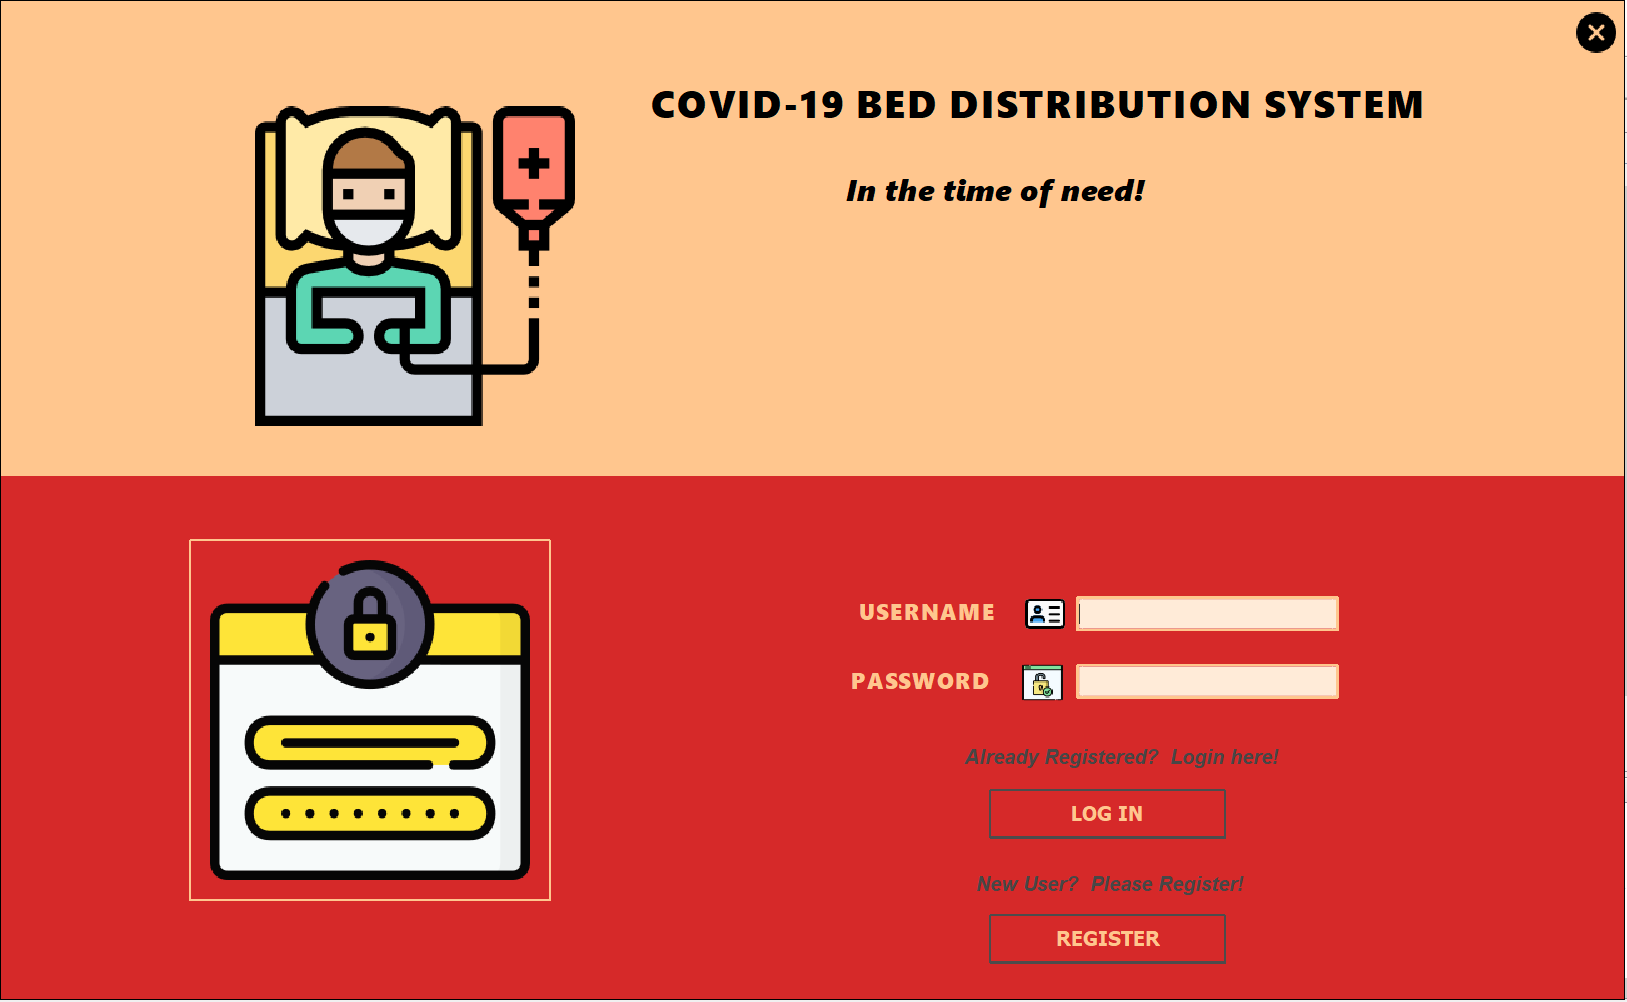 COVID-19 BED DISTRIBUTION SYSTEM
In the time of need!
USERNAME
PASSWORD
Already Registered? Login here!
LOG IN
New User? Please Register!
REGISTER